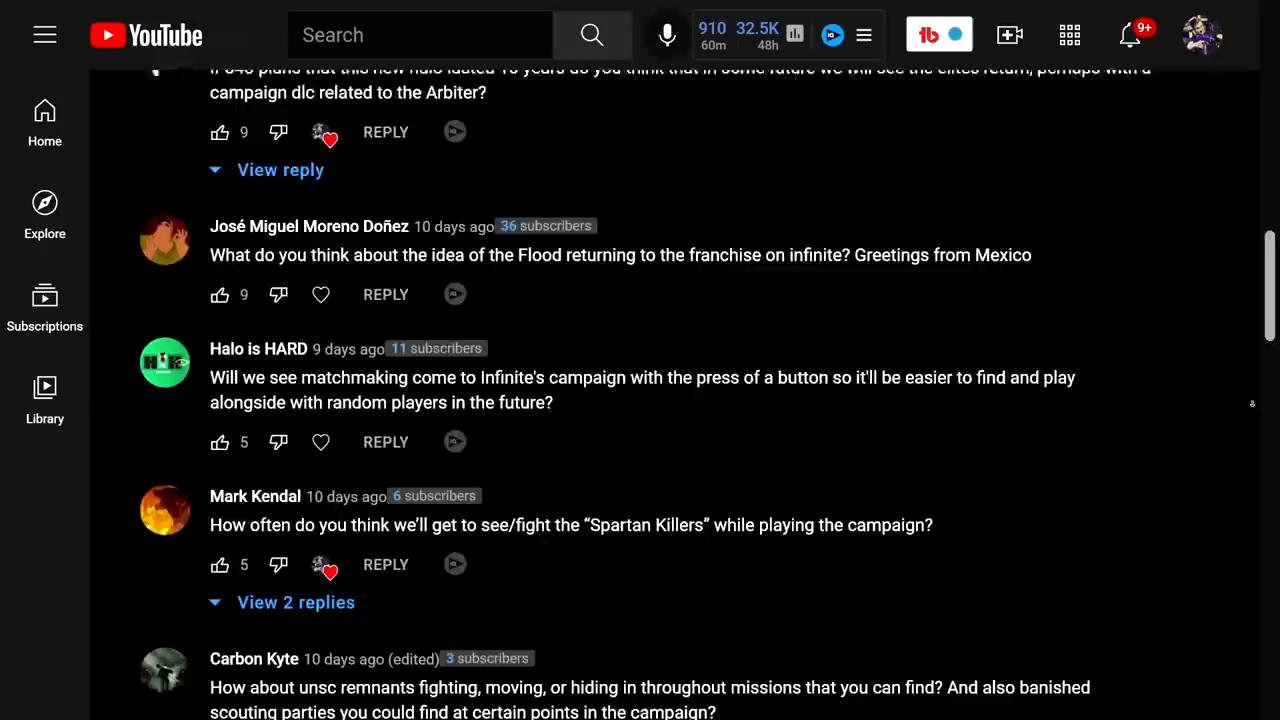 YouTube
Search
910 32.5K
60m 48h
9+
campaign dlc related to the Arbiter?
9 REPLY
View reply
Home
Explore
Subscriptions
Library
José Miguel Moreno Doñez 10 days ago 36 subscribers
What do you think about the idea of the Flood returning to the franchise on infinite? Greetings from Mexico
9 REPLY
Halo is HARD 9 days ago 11 subscribers
Will we see matchmaking come to Infinite's campaign with the press of a button so it'll be easier to find and play
alongside with random players in the future?
5 REPLY
Mark Kendal 10 days ago 6 subscribers
How often do you think we’ll get to see/fight the “Spartan Killers” while playing the campaign?
5 REPLY
View 2 replies
Carbon Kyte 10 days ago (edited) 3 subscribers
How about unsc remnants fighting, moving, or hiding in throughout missions that you can find? And also banished
scouting parties you could find at certain points in the campaign?